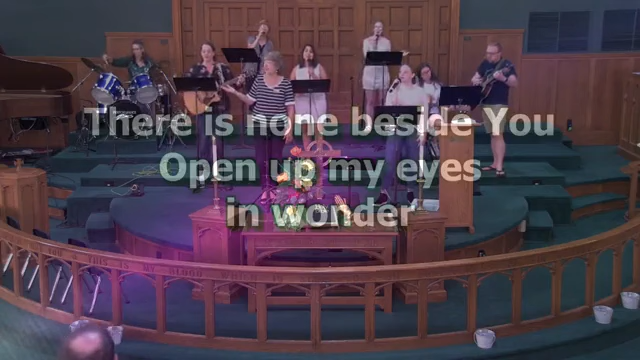 There is none beside You
Open up my eyes
in wonder